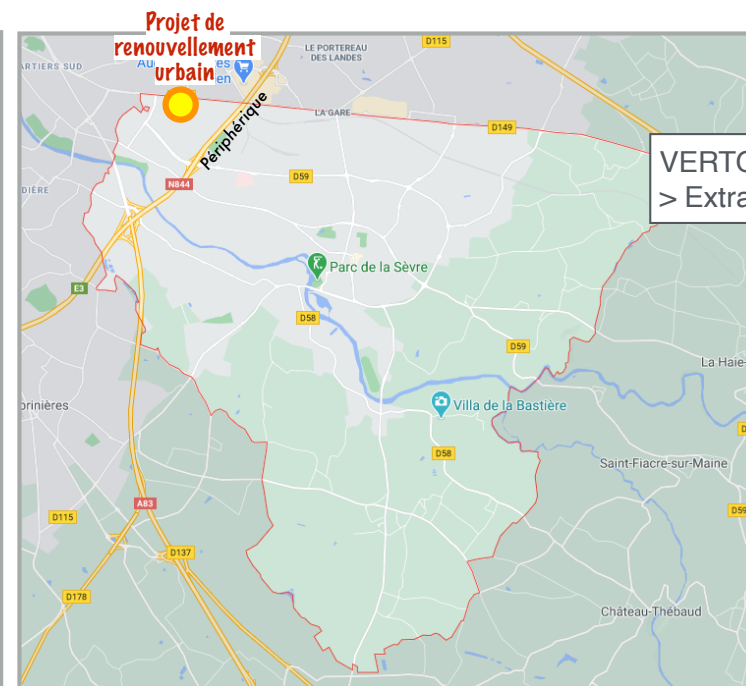 Projet de
renouvellement
urbain
LE PORTEREAU
DES LANDES
D115
ARTIERS SUD
Périphérique
LA GARE
D149
VERTO
> Extra
DIÈRE
N844
D59
Parc de la Sèvre
E3
D58
D59
La Haie-
orinières
Villa de la Bastière
D58
Saint-Fiacre-sur-Maine
A83
D115
D59
D137
D178
Château-Thébaud